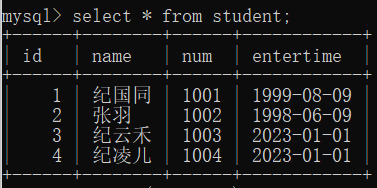 mysql> select * from student;
+------+--------+------+------------+
| id | name | num | entertime |
+------+--------+------+------------+
| 1 | 纪国同 | 1001 | 1999-08-09 |
| 2 | 张羽 | 1002 | 1998-06-09 |
| 3 | 纪云禾 | 1003 | 2023-01-01 |
| 4 | 纪凌儿 | 1004 | 2023-01-01 |
+------+--------+------+------------+